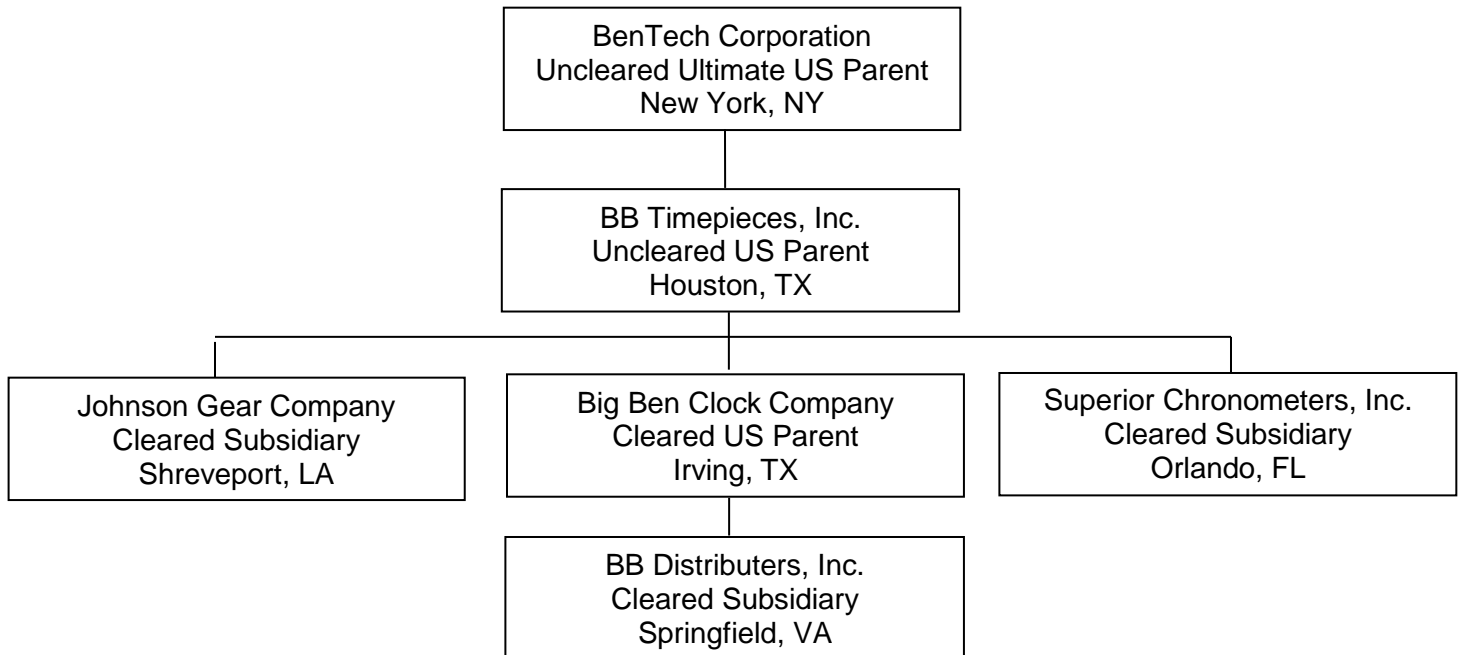 BenTech Corporation
Uncleared Ultimate US Parent
New York, NY
BB Timepieces, Inc.
Uncleared US Parent
Houston, TX
Johnson Gear Company
Cleared Subsidiary
Shreveport, LA
Big Ben Clock Company
Cleared US Parent
Irving, TX
Superior Chronometers, Inc.
Cleared Subsidiary
Orlando, FL
BB Distributers, Inc.
Cleared Subsidiary
Springfield, VA